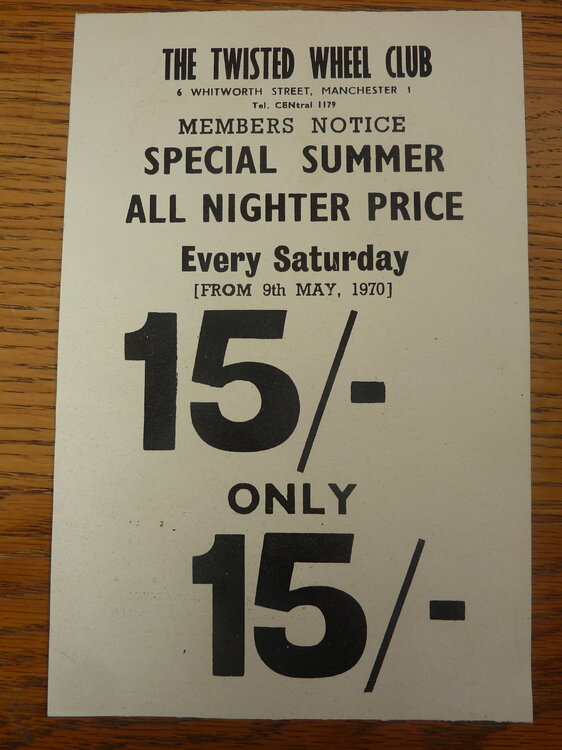 THE TWISTED WHEEL CLUB
6 WHITWORTH STREET, MANCHESTER 1
Tel. CENtral 1179
MEMBERS NOTICE
SPECIAL SUMMER
ALL NIGHTER PRICE
Every Saturday
[FROM 9th MAY, 1970]
15/-
ONLY
15/-